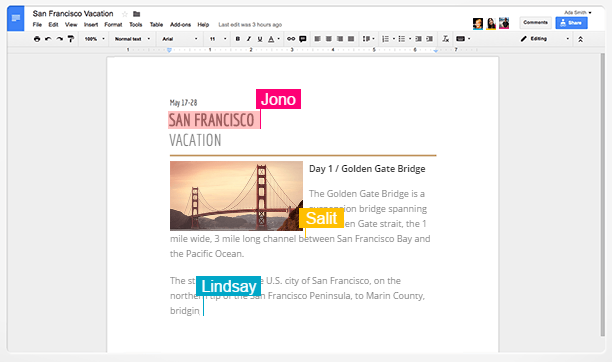 San Francisco Vacation
Ada Smith
File Edit View Insert Format Tools Table Add-ons Help Last edit was 3 hours ago
Comments Share
100% Normal text Arial 11 B I U A Editing
May 17-28
Jono
SAN FRANCISCO
VACATION
Day 1 / Golden Gate Bridge
The Golden Gate Bridge is a
bridge spanning
Salit
Gate strait, the 1
mile wide, 3 mile long channel between San Francisco Bay and
the Pacific Ocean.
Lindsay
The U.S. city of San Francisco, on the
northern tip of the San Francisco Peninsula, to Marin County,
bridgin